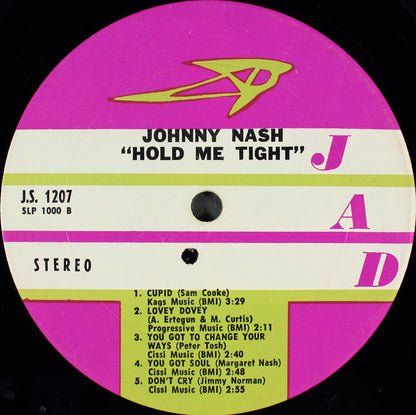 JOHNNY NASH
"HOLD ME TIGHT"
J
A
D
J.S. 1207
SLP 1000 B
STEREO
1. CUPID (Sam Cooke)
Kags Music (BMI) 3:29
2. LOVEY DOVEY
(A. Ertegun & M. Curtis)
Progressive Music (BMI) 2:11
3. YOU GOT TO CHANGE YOUR
WAYS (Peter Tosh)
Cissi Music (BMI) 2:40
4. YOU GOT SOUL (Margaret Nash)
Cissi Music (BMI) 2:48
5. DON'T CRY (Jimmy Norman)
Cissi Music (BMI) 2:55